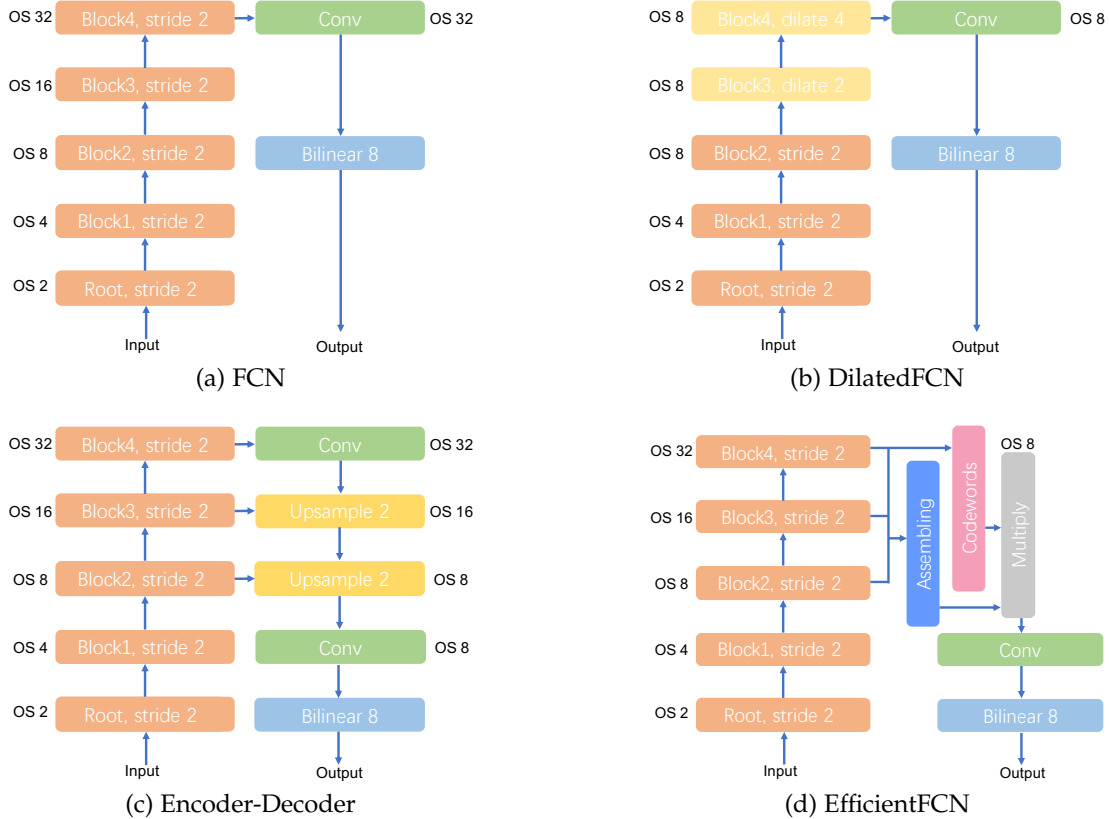 OS 32 Block4, stride 2 Conv OS 32
OS 16 Block3, stride 2
OS 8 Block2, stride 2 Bilinear 8
OS 4 Block1, stride 2
OS 2 Root, stride 2
Input Output
(a) FCN
OS 8 Block4, dilate 4 Conv OS 8
OS 8 Block3, dilate 2
OS 8 Block2, stride 2 Bilinear 8
OS 4 Block1, stride 2
OS 2 Root, stride 2
Input Output
(b) DilatedFCN
OS 32 Block4, stride 2 Conv OS 32
OS 16 Block3, stride 2 Upsample 2 OS 16
OS 8 Block2, stride 2 Upsample 2 OS 8
OS 4 Block1, stride 2 Conv OS 8
OS 2 Root, stride 2 Bilinear 8
Input Output
(c) Encoder-Decoder
OS 32 Block4, stride 2 OS 8
OS 16 Block3, stride 2
Assembling
Codewords
Multiply
OS 8 Block2, stride 2
OS 4 Block1, stride 2 Conv
OS 2 Root, stride 2 Bilinear 8
Input Output
(d) EfficientFCN